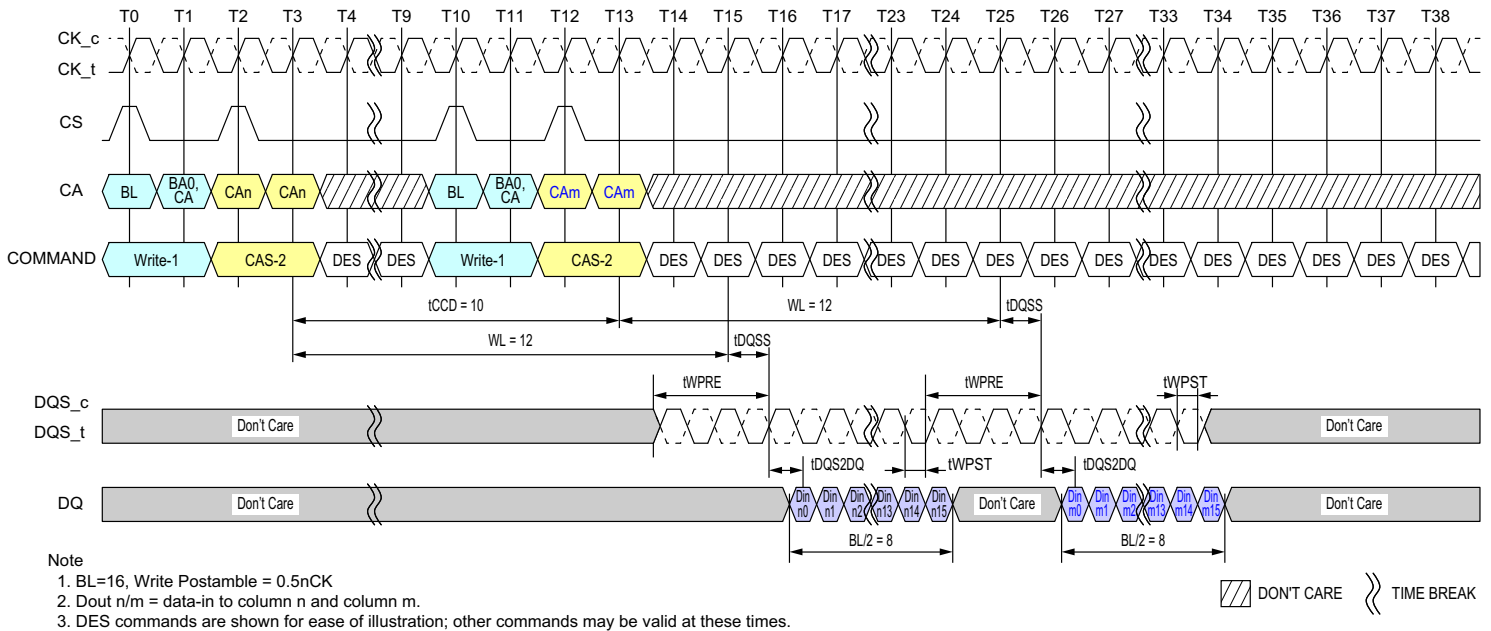 T0 T1 T2 T3 T4 T9 T10 T11 T12 T13 T14 T15 T16 T17 T23 T24 T25 T26 T27 T33 T34 T35 T36 T37 T38
CK_c
CK_t
CS
CA BL BA0, CA CAn CAn BL BA0, CA CAm CAm
COMMAND Write-1 CAS-2 DES DES Write-1 CAS-2 DES DES DES DES DES DES DES DES DES DES DES DES DES DES DES
tCCD = 10 WL = 12 tDQSS
WL = 12 tDQSS
tWPRE tWPRE tWPST
DQS_c
DQS_t Don't Care Don't Care
tDQS2DQ tWPST tDQS2DQ
DQ Don't Care Din n0 Din n1 Din n2 Din n13 Din n14 Din n15 Don't Care Din m0 Din m1 Din m2 Din m13 Din m14 Din m15 Don't Care
BL/2 = 8 BL/2 = 8
Note
1. BL=16, Write Postamble = 0.5nCK
2. Dout n/m = data-in to column n and column m.
3. DES commands are shown for ease of illustration; other commands may be valid at these times.
DON'T CARE TIME BREAK